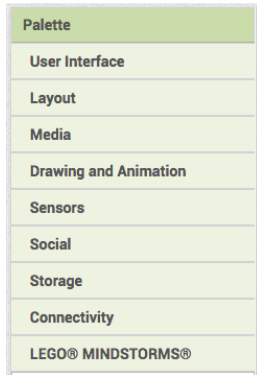 Palette
User Interface
Layout
Media
Drawing and Animation
Sensors
Social
Storage
Connectivity
LEGO® MINDSTORMS®